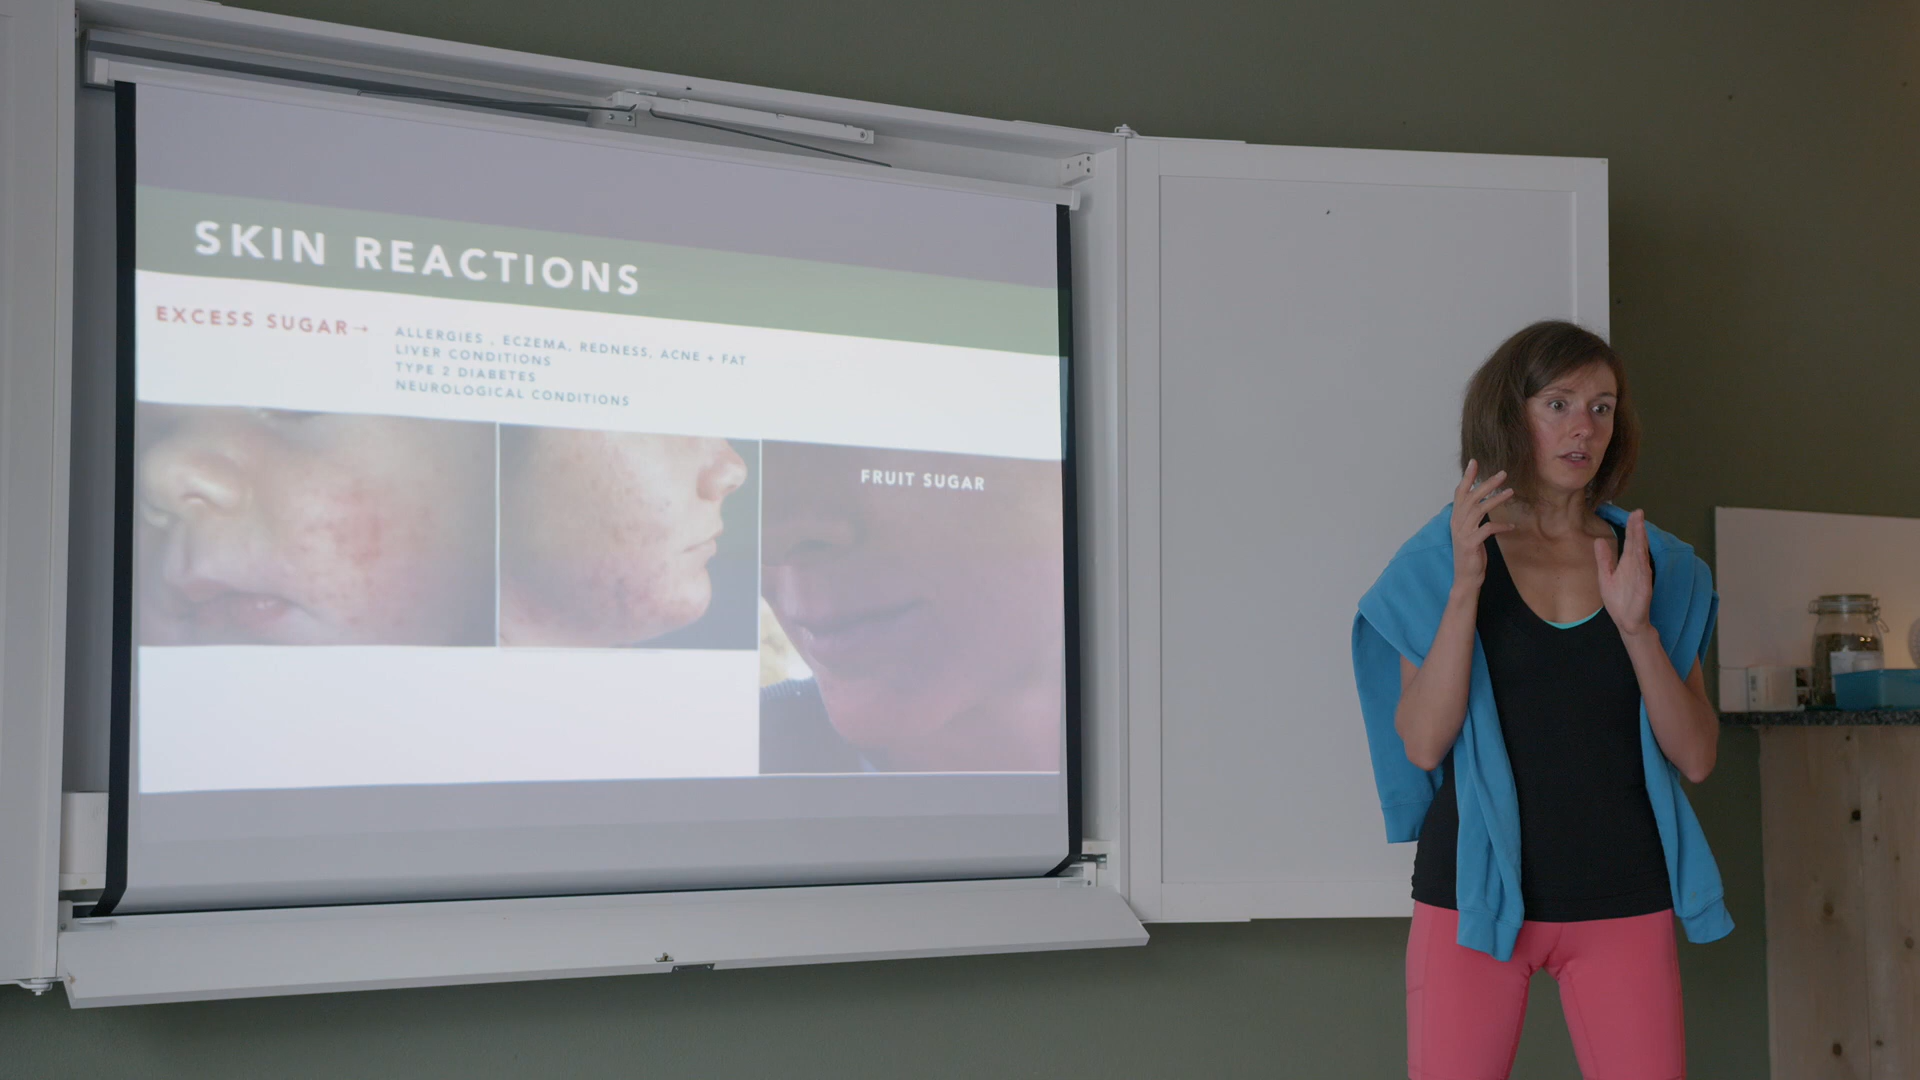 SKIN REACTIONS
EXCESS SUGAR→
ALLERGIES , ECZEMA, REDNESS, ACNE + FAT
LIVER CONDITIONS
TYPE 2 DIABETES
NEUROLOGICAL CONDITIONS
FRUIT SUGAR